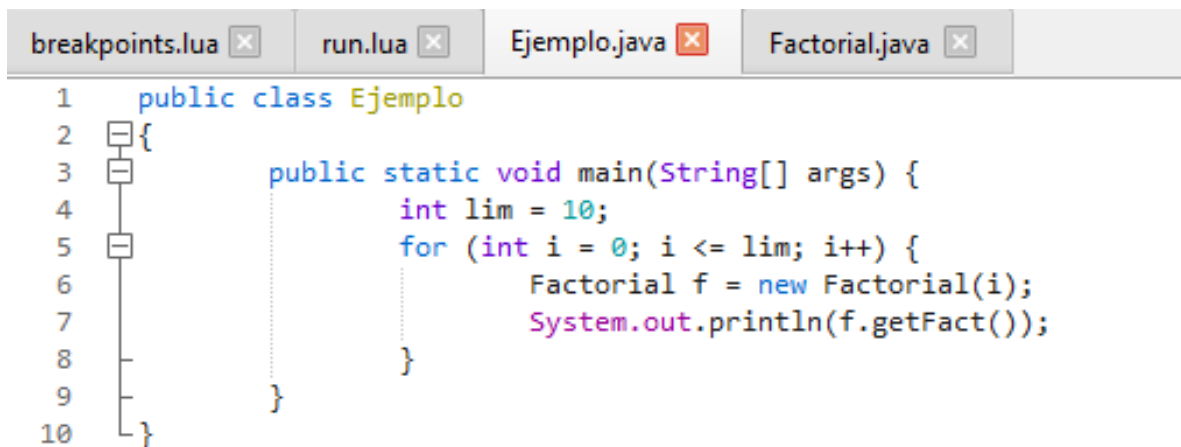 breakpoints.lua run.lua Ejemplo.java Factorial.java
1 public class Ejemplo
2 {
3 public static void main(String[] args) {
4 int lim = 10;
5 for (int i = 0; i <= lim; i++) {
6 Factorial f = new Factorial(i);
7 System.out.println(f.getFact());
8 }
9 }
10 }